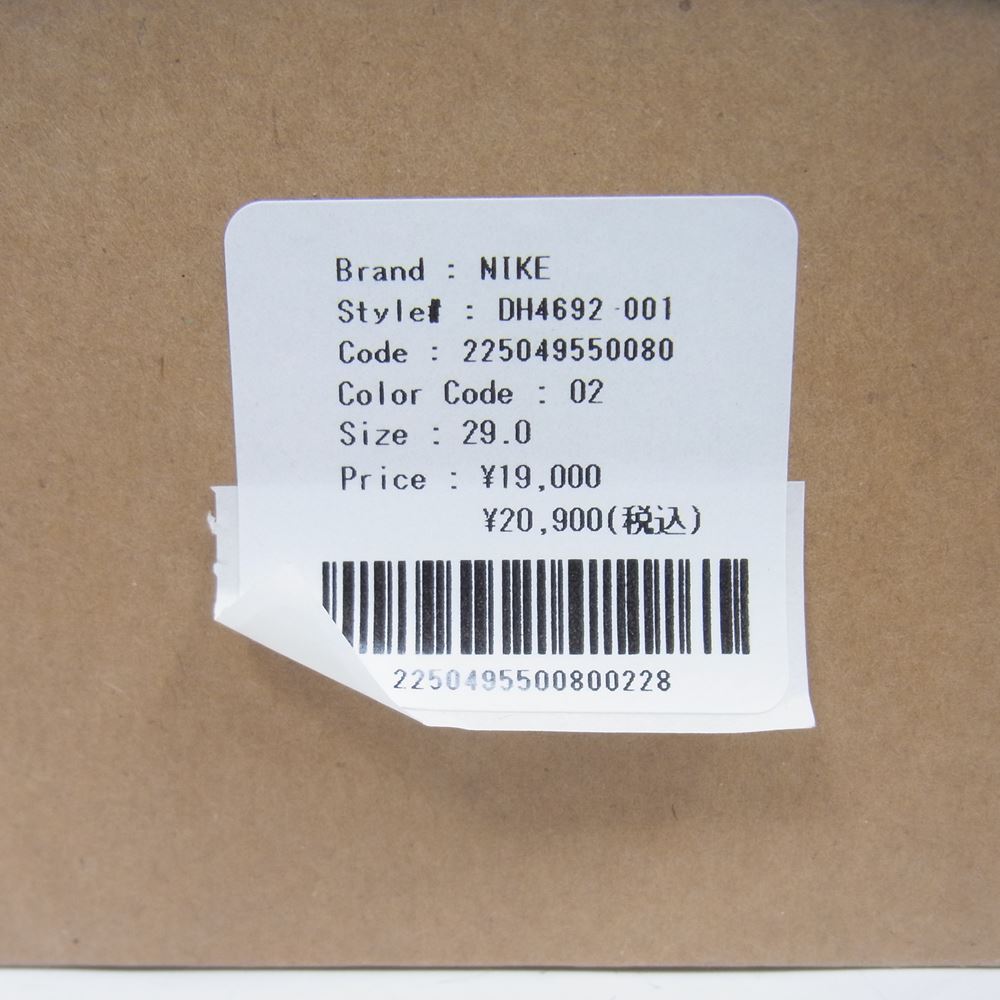 Brand : NIKE
Style# : DH4692-001
Code : 225049550080
Color Code : 02
Size : 29.0
Price : ¥19,000
¥20,900(税込)
2250495500800228